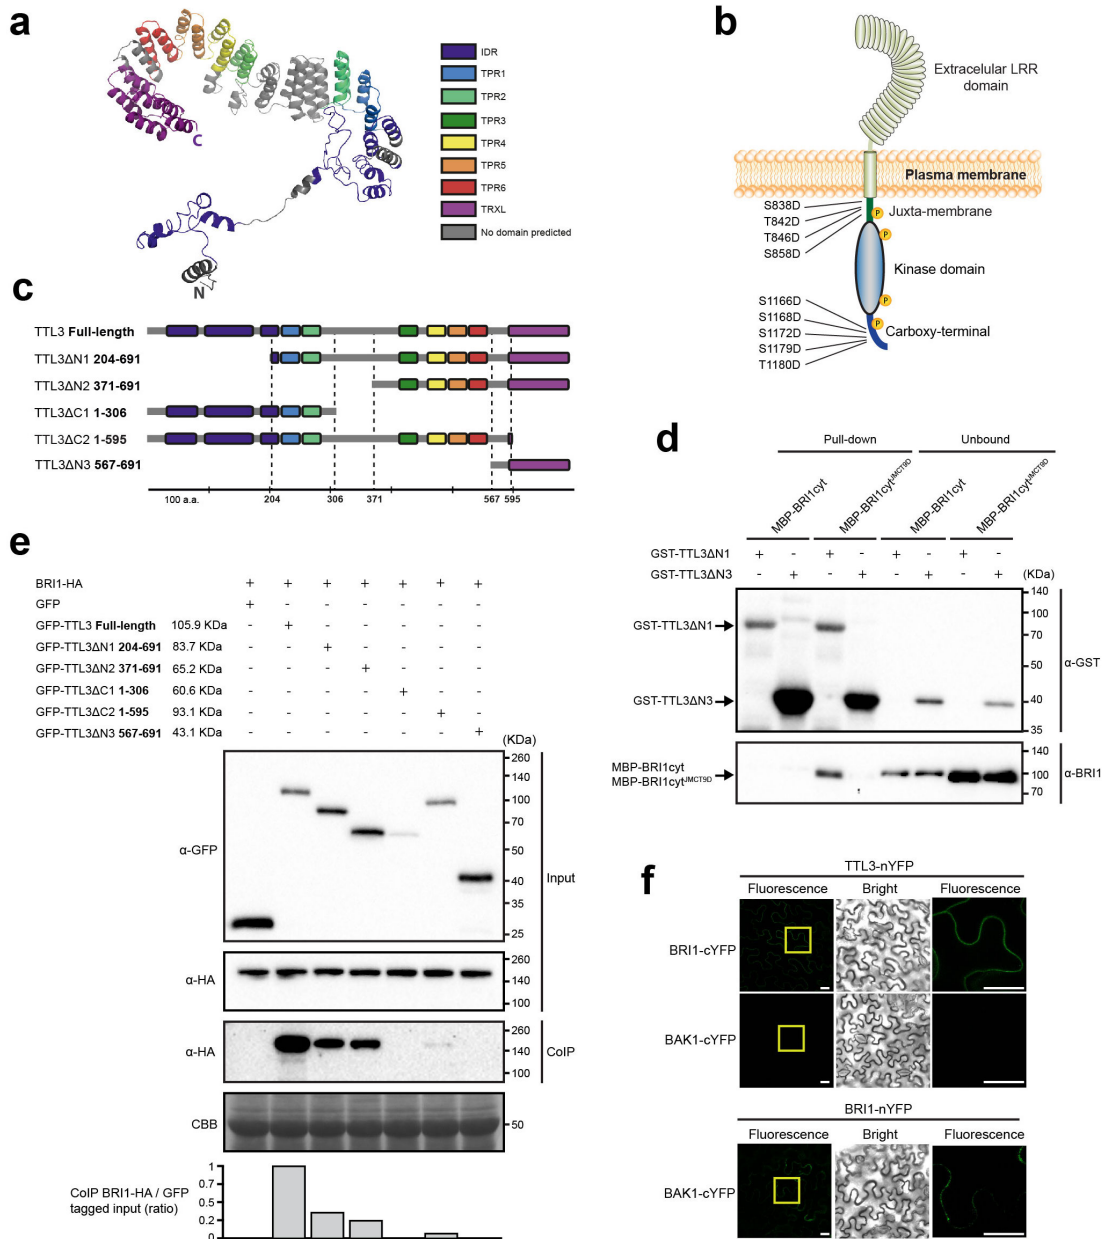 a
IDR
TPR1
TPR2
TPR3
TPR4
TPR5
TPR6
TRXL
No domain predicted
C
N
b
Extracelular LRR
domain
Plasma membrane
S838D
T842D
T846D
S858D
Juxta-membrane
P
P
Kinase domain
P
P
S1166D
S1168D
S1172D
S1179D
T1180D
Carboxy-terminal
c
TTL3 Full-length
TTL3ΔN1 204-691
TTL3ΔN2 371-691
TTL3ΔC1 1-306
TTL3ΔC2 1-595
TTL3ΔN3 567-691
100 a.a. 204 306 371 567 595
d
Pull-down Unbound
MBP-BRI1cyt MBP-BRI1cytJMCT9D MBP-BRI1cyt MBP-BRI1cytJMCT9D
GST-TTL3ΔN1 + - + - + - + -
GST-TTL3ΔN3 - + - + - + - + (KDa)
140
100
70
50
40
35
GST-TTL3ΔN1
GST-TTL3ΔN3
α-GST
MBP-BRI1cyt
MBP-BRI1cytJMCT9D
140
100
70
α-BRI1
e
BRI1-HA + + + + + + +
GFP + - - - - - -
GFP-TTL3 Full-length 105.9 KDa - + - - - - -
GFP-TTL3ΔN1 204-691 83.7 KDa - - + - - - -
GFP-TTL3ΔN2 371-691 65.2 KDa - - - + - - -
GFP-TTL3ΔC1 1-306 60.6 KDa - - - - + - -
GFP-TTL3ΔC2 1-595 93.1 KDa - - - - - + -
GFP-TTL3ΔN3 567-691 43.1 KDa - - - - - - +
(KDa)
260
140
100
70
50
40
35
25
α-GFP
Input
α-HA
260
140
100
α-HA
260
140
100
CoIP
CBB
50
CoIP BRI1-HA / GFP
tagged input (ratio)
1
0.7
0.5
0.2
0
f
TTL3-nYFP
Fluorescence Bright Fluorescence
BRI1-cYFP
BAK1-cYFP
BRI1-nYFP
Fluorescence Bright Fluorescence
BAK1-cYFP